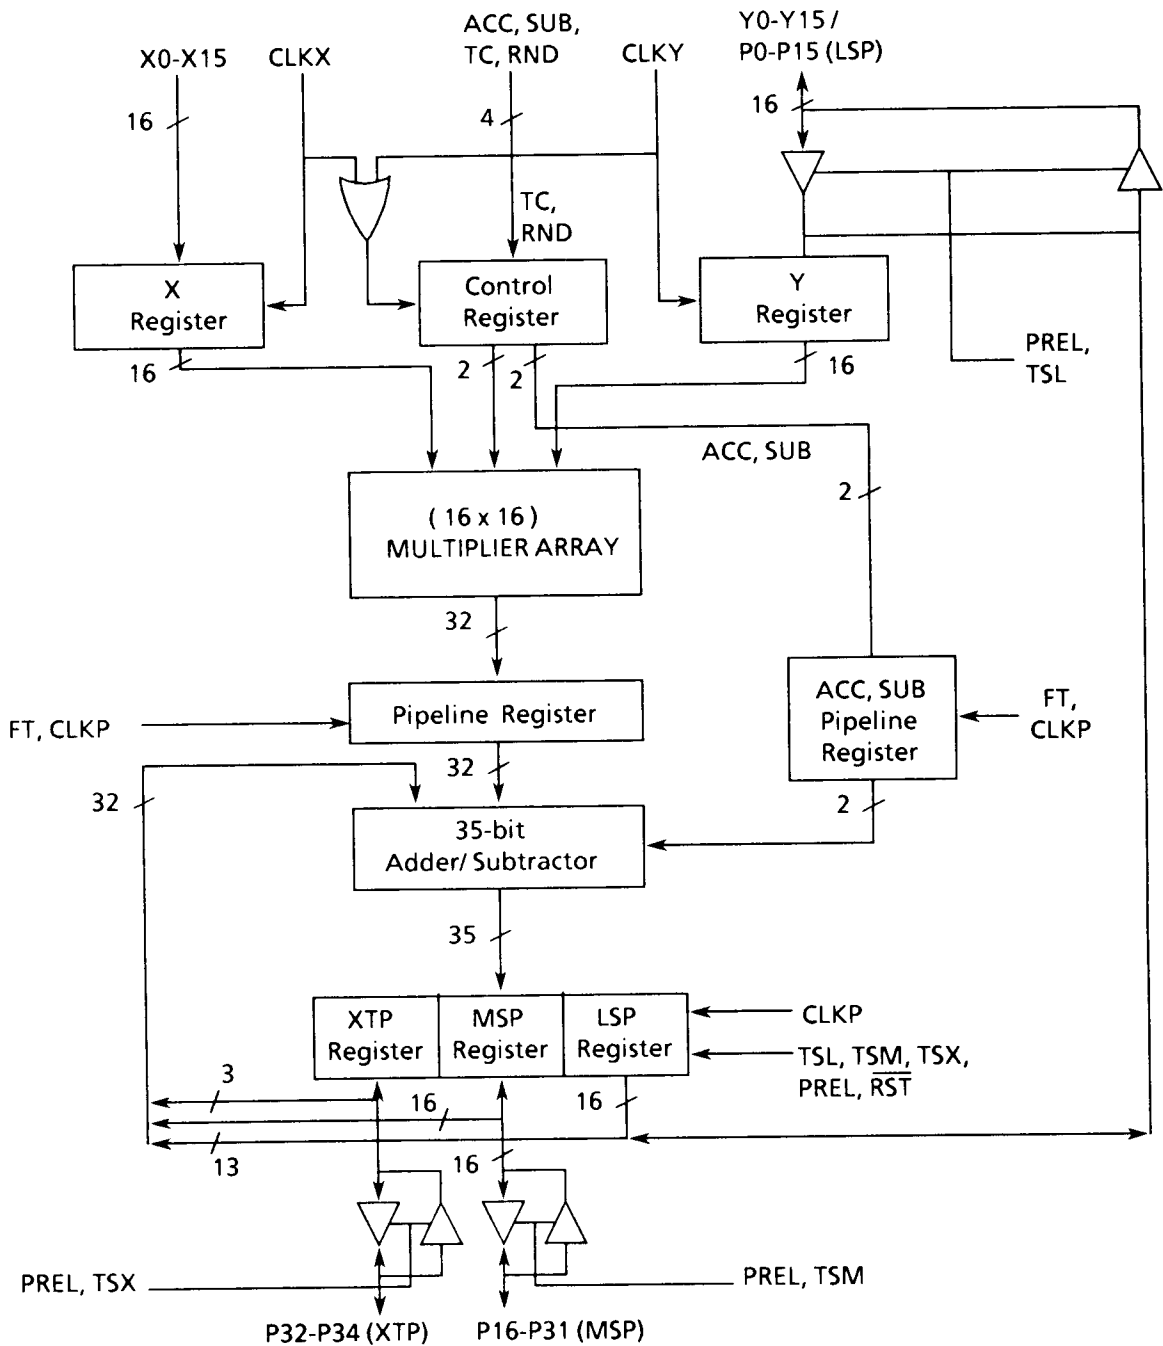 X0-X15
CLKX
ACC, SUB,
TC, RND
CLKY
Y0-Y15 /
P0-P15 (LSP)
16
4
16
TC,
RND
X
Register
Control
Register
Y
Register
PREL,
TSL
16
2
2
16
ACC, SUB
2
( 16 x 16 )
MULTIPLIER ARRAY
32
FT, CLKP
Pipeline Register
ACC, SUB
Pipeline
Register
FT,
CLKP
32
32
2
35-bit
Adder/ Subtractor
35
XTP
Register
MSP
Register
LSP
Register
CLKP
TSL, TSM, TSX,
PREL, R̅S̅T̅
3
16
16
13
16
PREL, TSX
PREL, TSM
P32-P34 (XTP)
P16-P31 (MSP)